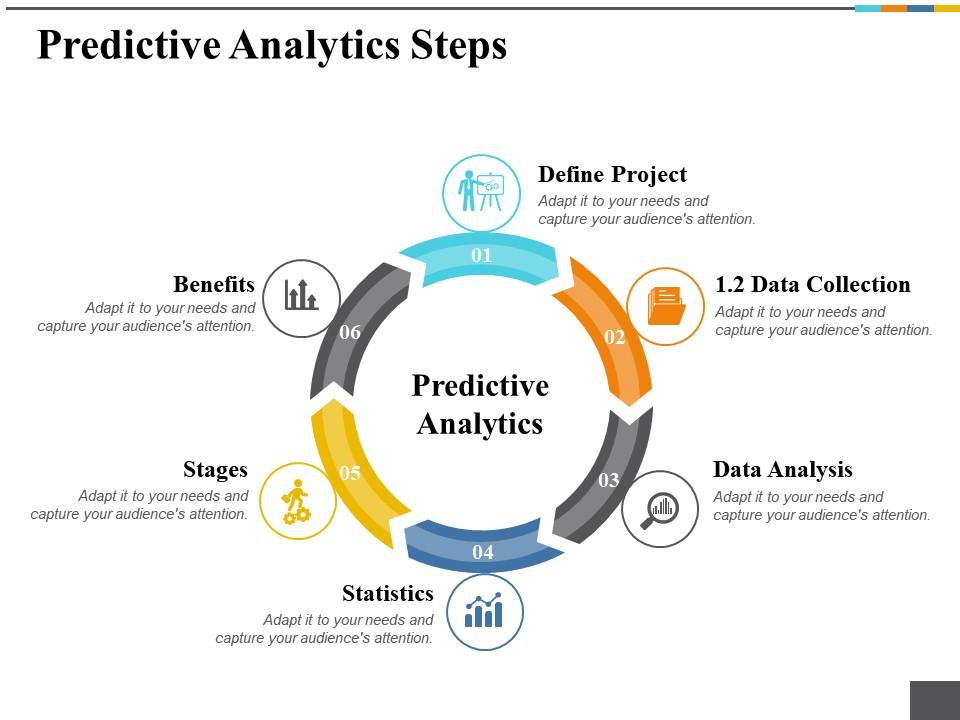 Predictive Analytics Steps
Define Project
Adapt it to your needs and
capture your audience's attention.
01
1.2 Data Collection
Adapt it to your needs and
capture your audience's attention.
02
Data Analysis
Adapt it to your needs and
capture your audience's attention.
03
Statistics
Adapt it to your needs and
capture your audience's attention.
04
Stages
Adapt it to your needs and
capture your audience's attention.
05
Benefits
Adapt it to your needs and
capture your audience's attention.
06
Predictive
Analytics